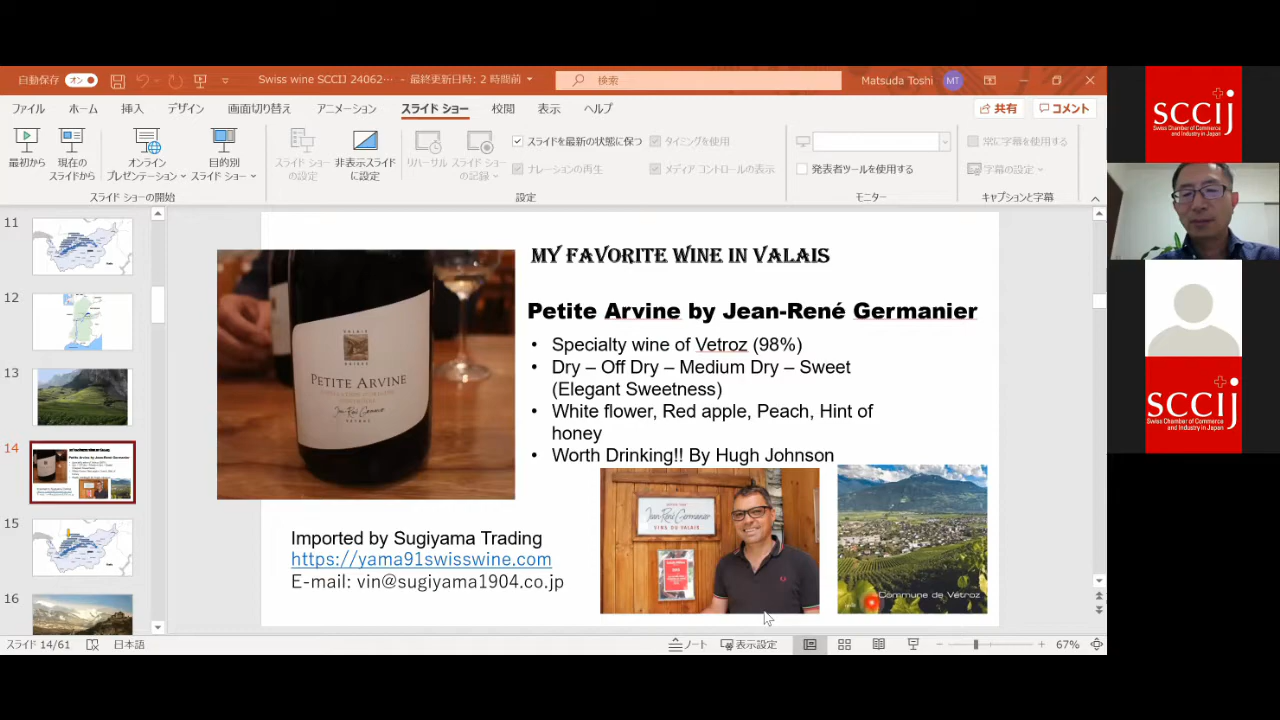 自動保存 オン
Swiss wine SCCIJ 24062… - 最終更新日時: 2 時間前
検索
Matsuda Toshi MT
ファイル ホーム 挿入 デザイン 画面切り替え アニメーション スライド ショー 校閲 表示 ヘルプ
共有 コメント
最初から
現在の
スライドから
オンライン
プレゼンテーション
目的別
スライド ショー
スライド ショーの開始
スライド ショー
の設定
非表示スライド
に設定
リハーサル
スライド ショー
の記録
スライドを最新の状態に保つ
ナレーションの再生
タイミングを使用
メディア コントロールの表示
設定
発表者ツールを使用する
モニター
常に字幕を使用する
字幕の設定
キャプションと字幕
11
12
13
14
15
16
MY FAVORITE WINE IN VALAIS
Petite Arvine by Jean-René Germanier
• Specialty wine of Vetroz (98%)
• Dry – Off Dry – Medium Dry – Sweet
(Elegant Sweetness)
• White flower, Red apple, Peach, Hint of
honey
• Worth Drinking!! By Hugh Johnson
VALAIS
PETITE ARVINE
Jean-René Germanier
VÉTROZ
Imported by Sugiyama Trading
https://yama91swisswine.com
E-mail: vin@sugiyama1904.co.jp
Jean-René Germanier
VINS DU VALAIS
Commune de Vétroz
スライド 14/61 日本語
ノート 表示設定 67%
SCCIJ
Swiss Chamber of Commerce
and Industry in Japan
SCCIJ
Swiss Chamber of Commerce
and Industry in Japan